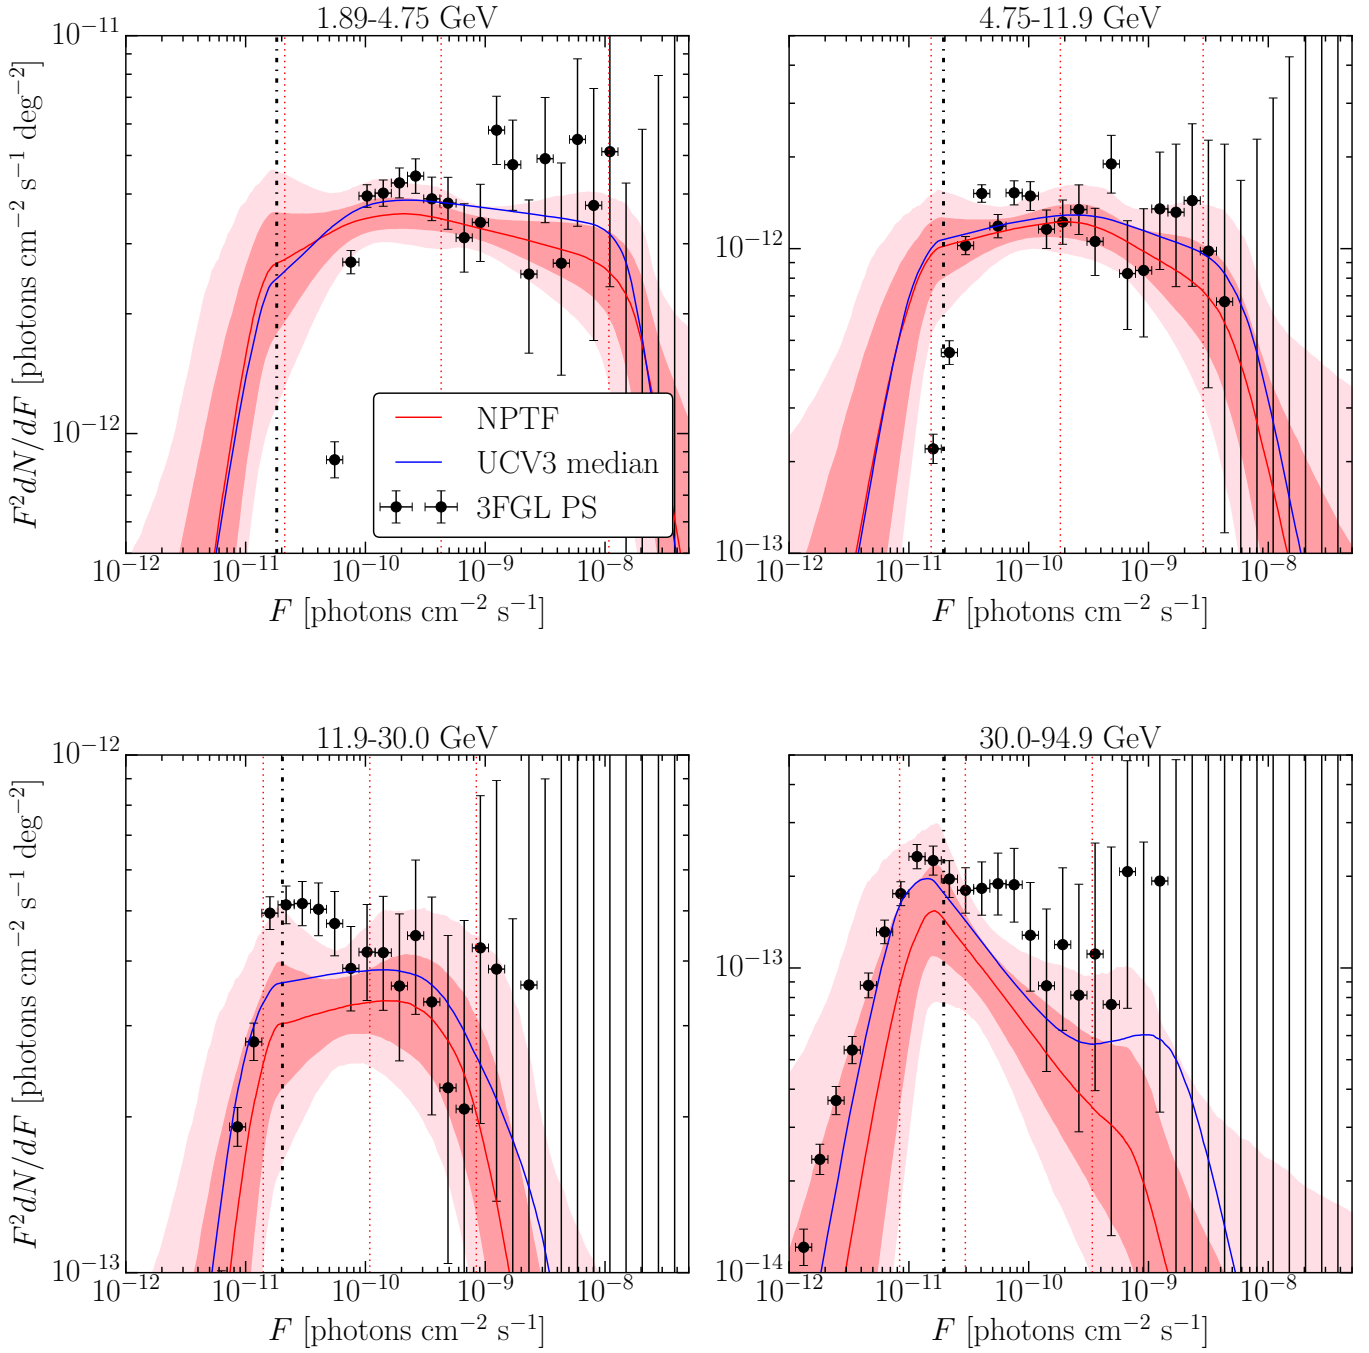 1.89-4.75 GeV
4.75-11.9 GeV
F²dN/dF [photons cm⁻² s⁻¹ deg⁻²]
10⁻¹¹
10⁻¹²
NPTF
UCV3 median
3FGL PS
10⁻¹² 10⁻¹¹ 10⁻¹⁰ 10⁻⁹ 10⁻⁸
F [photons cm⁻² s⁻¹]
10⁻¹²
10⁻¹³
10⁻¹² 10⁻¹¹ 10⁻¹⁰ 10⁻⁹ 10⁻⁸
F [photons cm⁻² s⁻¹]
11.9-30.0 GeV
30.0-94.9 GeV
F²dN/dF [photons cm⁻² s⁻¹ deg⁻²]
10⁻¹²
10⁻¹³
10⁻¹² 10⁻¹¹ 10⁻¹⁰ 10⁻⁹ 10⁻⁸
F [photons cm⁻² s⁻¹]
10⁻¹³
10⁻¹⁴
10⁻¹² 10⁻¹¹ 10⁻¹⁰ 10⁻⁹ 10⁻⁸
F [photons cm⁻² s⁻¹]